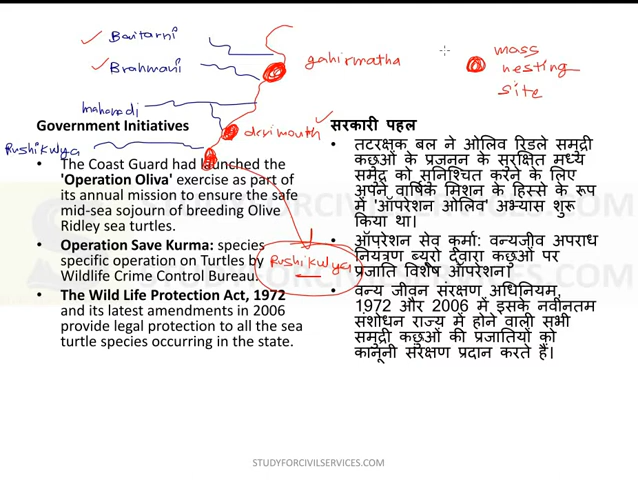 Baitarni
Brahmani
gahirmatha
mass
nesting
site
mahanadi
devi mouth
Rushikulya
Government Initiatives
The Coast Guard had launched the
'Operation Oliva' exercise as part of
its annual mission to ensure the safe
mid-sea sojourn of breeding Olive
Ridley sea turtles.
Operation Save Kurma: species
specific operation on Turtles by
Wildlife Crime Control Bureau.
The Wild Life Protection Act, 1972
and its latest amendments in 2006
provide legal protection to all the sea
turtle species occurring in the state.
Rushikulya
सरकारी पहल
तटरक्षक बल ने ओलिव रिडले समुद्री
कछुओं के प्रजनन के सुरक्षित मध्य
समुद्र को सुनिश्चित करने के लिए
अपने वार्षिक मिशन के हिस्से के रूप
में 'ऑपरेशन ओलिव' अभ्यास शुरू
किया था।
ऑपरेशन सेव कुर्मा: वन्यजीव अपराध
नियंत्रण ब्यूरो द्वारा कछुओं पर
प्रजाति विशेष ऑपरेशन।
वन्य जीवन संरक्षण अधिनियम,
1972 और 2006 में इसके नवीनतम
संशोधन राज्य में होने वाली सभी
समुद्री कछुओं की प्रजातियों को
कानूनी संरक्षण प्रदान करते हैं।
STUDYFORCIVILSERVICES.COM